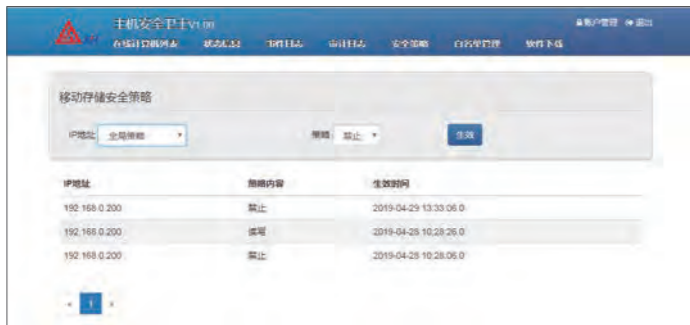 主机安全卫士V1.00
账户管理 退出
在线计算机列表 状态信息 事件日志 审计日志 安全策略 白名单管理 软件下载
移动存储安全策略
IP地址 全局策略 策略 禁止 生效
IP地址 策略内容 生效时间
192.168.0.200 禁止 2019-04-29 13:33:06.0
192.168.0.200 读写 2019-04-28 10:28:26.0
192.168.0.200 禁止 2019-04-28 10:28:06.0
« 1 »